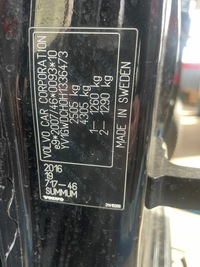 VOLVO CAR CORPORATION
e9*2007/46*0093*10
2505 kg
4305 kg
1- 1260 kg
2- 1290 kg
MADE IN SWEDEN
2016
19
717-46
SUMMUM
VOLVO